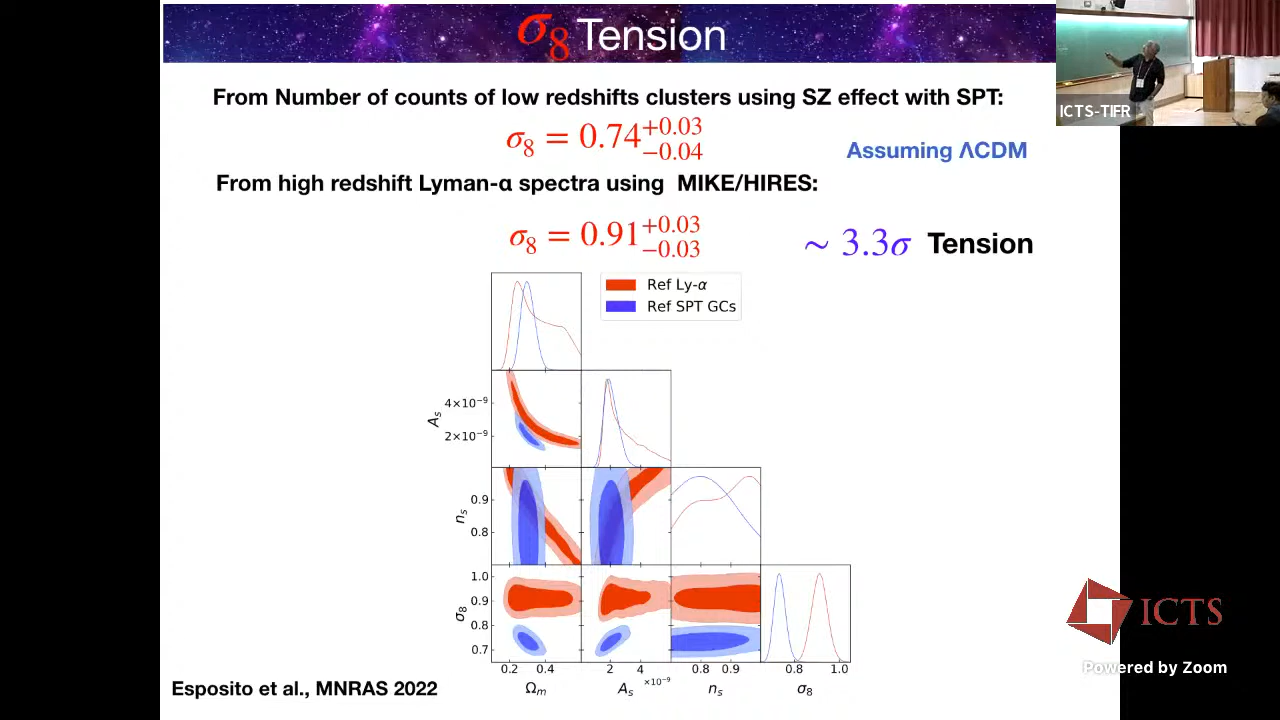 σ₈ Tension
ICTS-TIFR
From Number of counts of low redshifts clusters using SZ effect with SPT:
σ₈ = 0.74 +0.03 −0.04
Assuming ΛCDM
From high redshift Lyman-α spectra using MIKE/HIRES:
σ₈ = 0.91 +0.03 −0.03
~ 3.3σ Tension
Ref Ly-α
Ref SPT GCs
Aₛ
4×10⁻⁹
2×10⁻⁹
nₛ
0.9
0.8
σ₈
1.0
0.9
0.8
0.7
0.2 0.4 2 4 0.8 0.9 0.8 1.0
×10⁻⁹
Ωₘ Aₛ nₛ σ₈
Esposito et al., MNRAS 2022
ICTS
Powered by Zoom